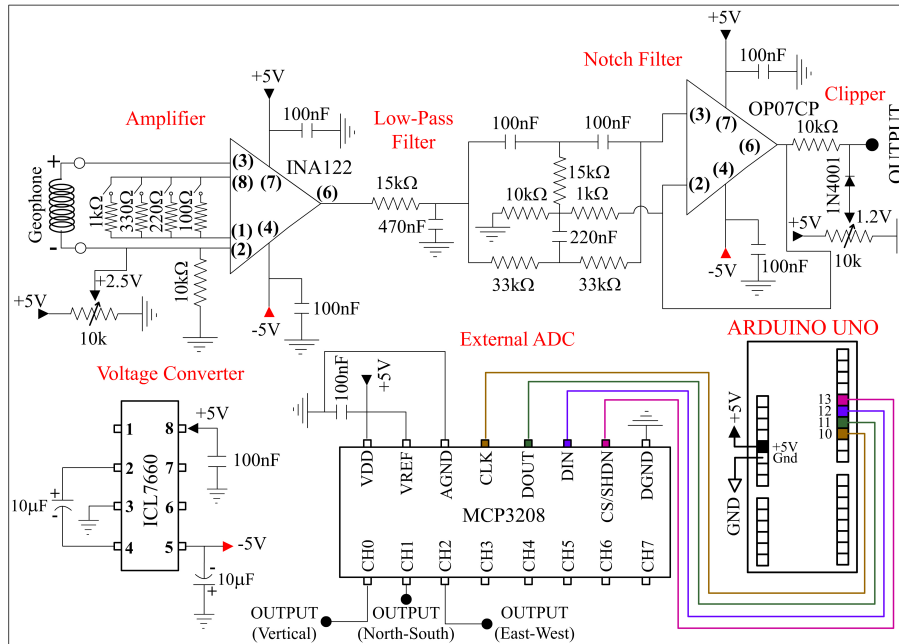 Notch Filter
+5V
100nF
OP07CP
Clipper
(3)
(7)
(6)
(2)
(4)
10kΩ
OUTPUT
1N4001
1.2V
+5V
10k
-5V
100nF
Amplifier
+5V
100nF
INA122
Geophone
+
-
1kΩ
330Ω
220Ω
100Ω
(3)
(8)
(7)
(6)
(1)
(4)
(2)
+2.5V
+5V
10k
10kΩ
-5V
100nF
Low-Pass
Filter
15kΩ
470nF
100nF
100nF
15kΩ
10kΩ
1kΩ
220nF
33kΩ
33kΩ
Voltage Converter
ICL7660
1
2
3
4
8
7
6
5
+5V
100nF
10µF
+
-
-5V
10µF
-
+
External ADC
100nF
+5V
VDD
VREF
AGND
CLK
DOUT
DIN
CS/SHDN
DGND
MCP3208
CH0
CH1
CH2
CH3
CH4
CH5
CH6
CH7
OUTPUT
(Vertical)
OUTPUT
(North-South)
OUTPUT
(East-West)
ARDUINO UNO
13
12
11
10
+5V
+5V
Gnd
GND